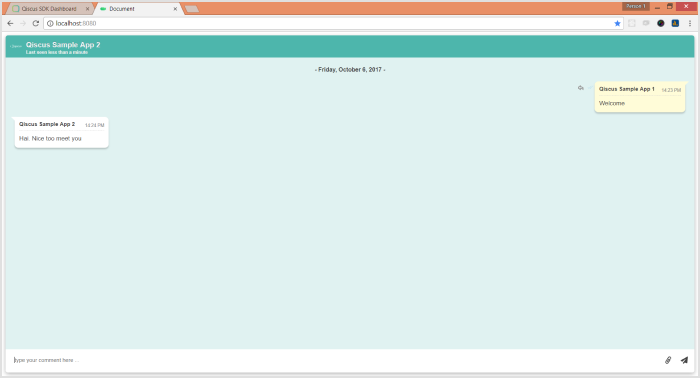 Qiscus SDK Dashboard
Document
Person 1
localhost:8080
Qiscus Sample App 2
Last seen less than a minute
- Friday, October 6, 2017 -
Qiscus Sample App 1 14:23 PM
Welcome
Qiscus Sample App 2 14:24 PM
Hai. Nice too meet you
type your comment here ...